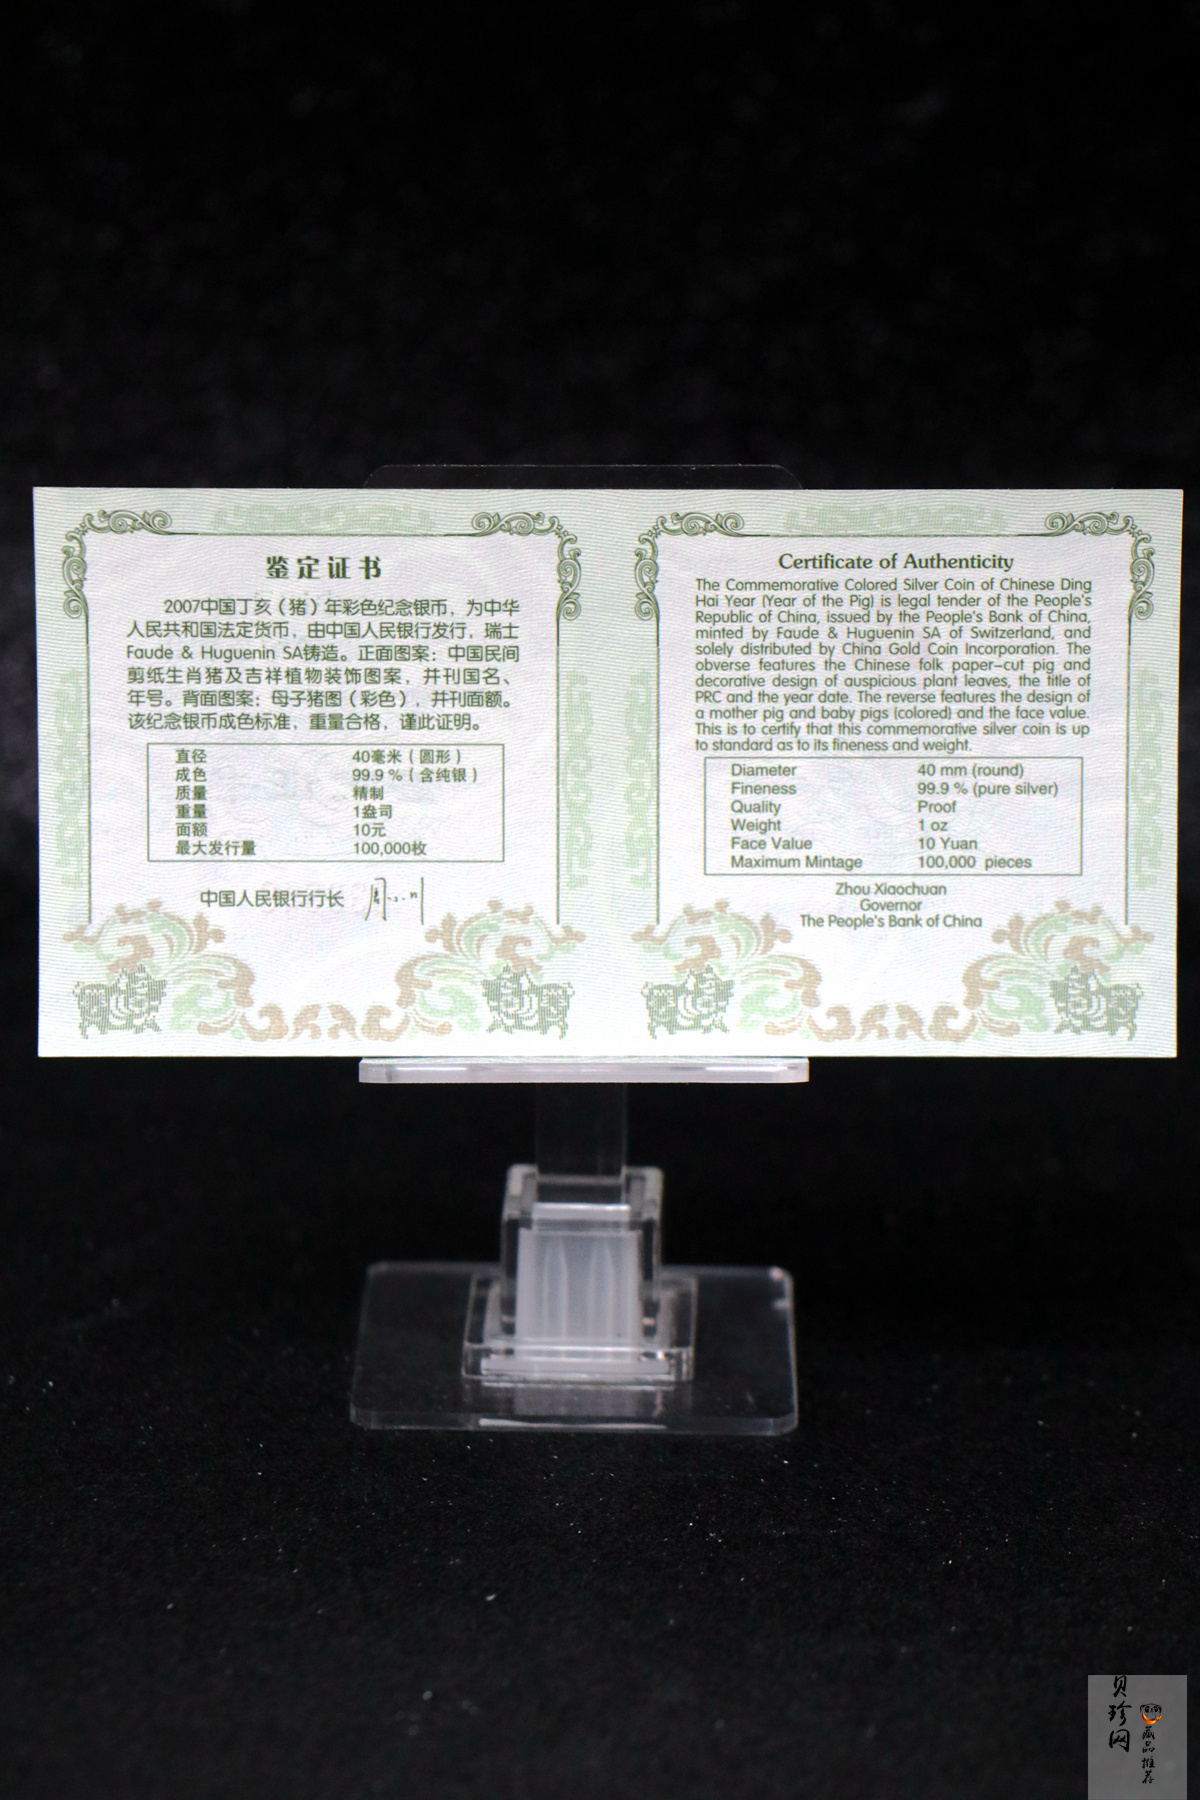 鉴定证书
2007中国丁亥（猪）年彩色纪念银币，为中华
人民共和国法定货币，由中国人民银行发行，瑞士
Faude & Huguenin SA铸造。正面图案：中国民间
剪纸生肖猪及吉祥植物装饰图案，并刊国名、
年号。背面图案：母子猪图（彩色），并刊面额。
该纪念银币成色标准，重量合格，谨此证明。
直径 40毫米（圆形）
成色 99.9 %（含纯银）
质量 精制
重量 1盎司
面额 10元
最大发行量 100,000枚
中国人民银行行长
Certificate of Authenticity
The Commemorative Colored Silver Coin of Chinese Ding
Hai Year (Year of the Pig) is legal tender of the People's
Republic of China, issued by the People's Bank of China,
minted by Faude & Huguenin SA of Switzerland, and
solely distributed by China Gold Coin Incorporation. The
obverse features the Chinese folk paper-cut pig and
decorative design of auspicious plant leaves, the title of
PRC and the year date. The reverse features the design of
a mother pig and baby pigs (colored) and the face value.
This is to certify that this commemorative silver coin is up
to standard as to its fineness and weight.
Diameter 40 mm (round)
Fineness 99.9 % (pure silver)
Quality Proof
Weight 1 oz
Face Value 10 Yuan
Maximum Mintage 100,000 pieces
Zhou Xiaochuan
Governor
The People's Bank of China
贝珍网
藏品推荐